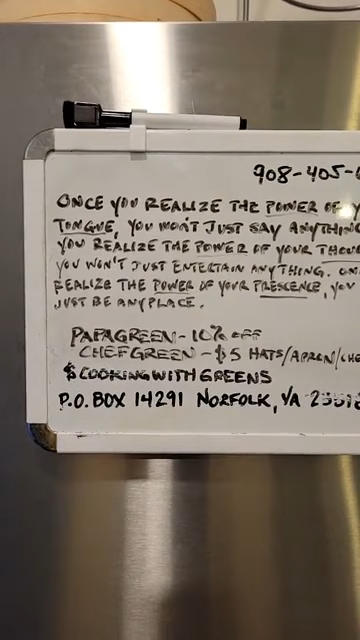 908-405-
ONCE YOU REALIZE THE POWER OF
TONGUE, YOU WON'T JUST SAY ANYTHING
YOU REALIZE THE POWER OF YOUR
YOU WON'T JUST ENTERTAIN ANYTHING.
REALIZE THE POWER OF YOUR PRESCENCE, YOU
JUST BE ANYPLACE.
PAPAGREEN - 10% OFF
CHEFGREEN - $5 HATS/APRON/
$COOKINGWITHGREENS
P.O. BOX 14291 NORFOLK, VA